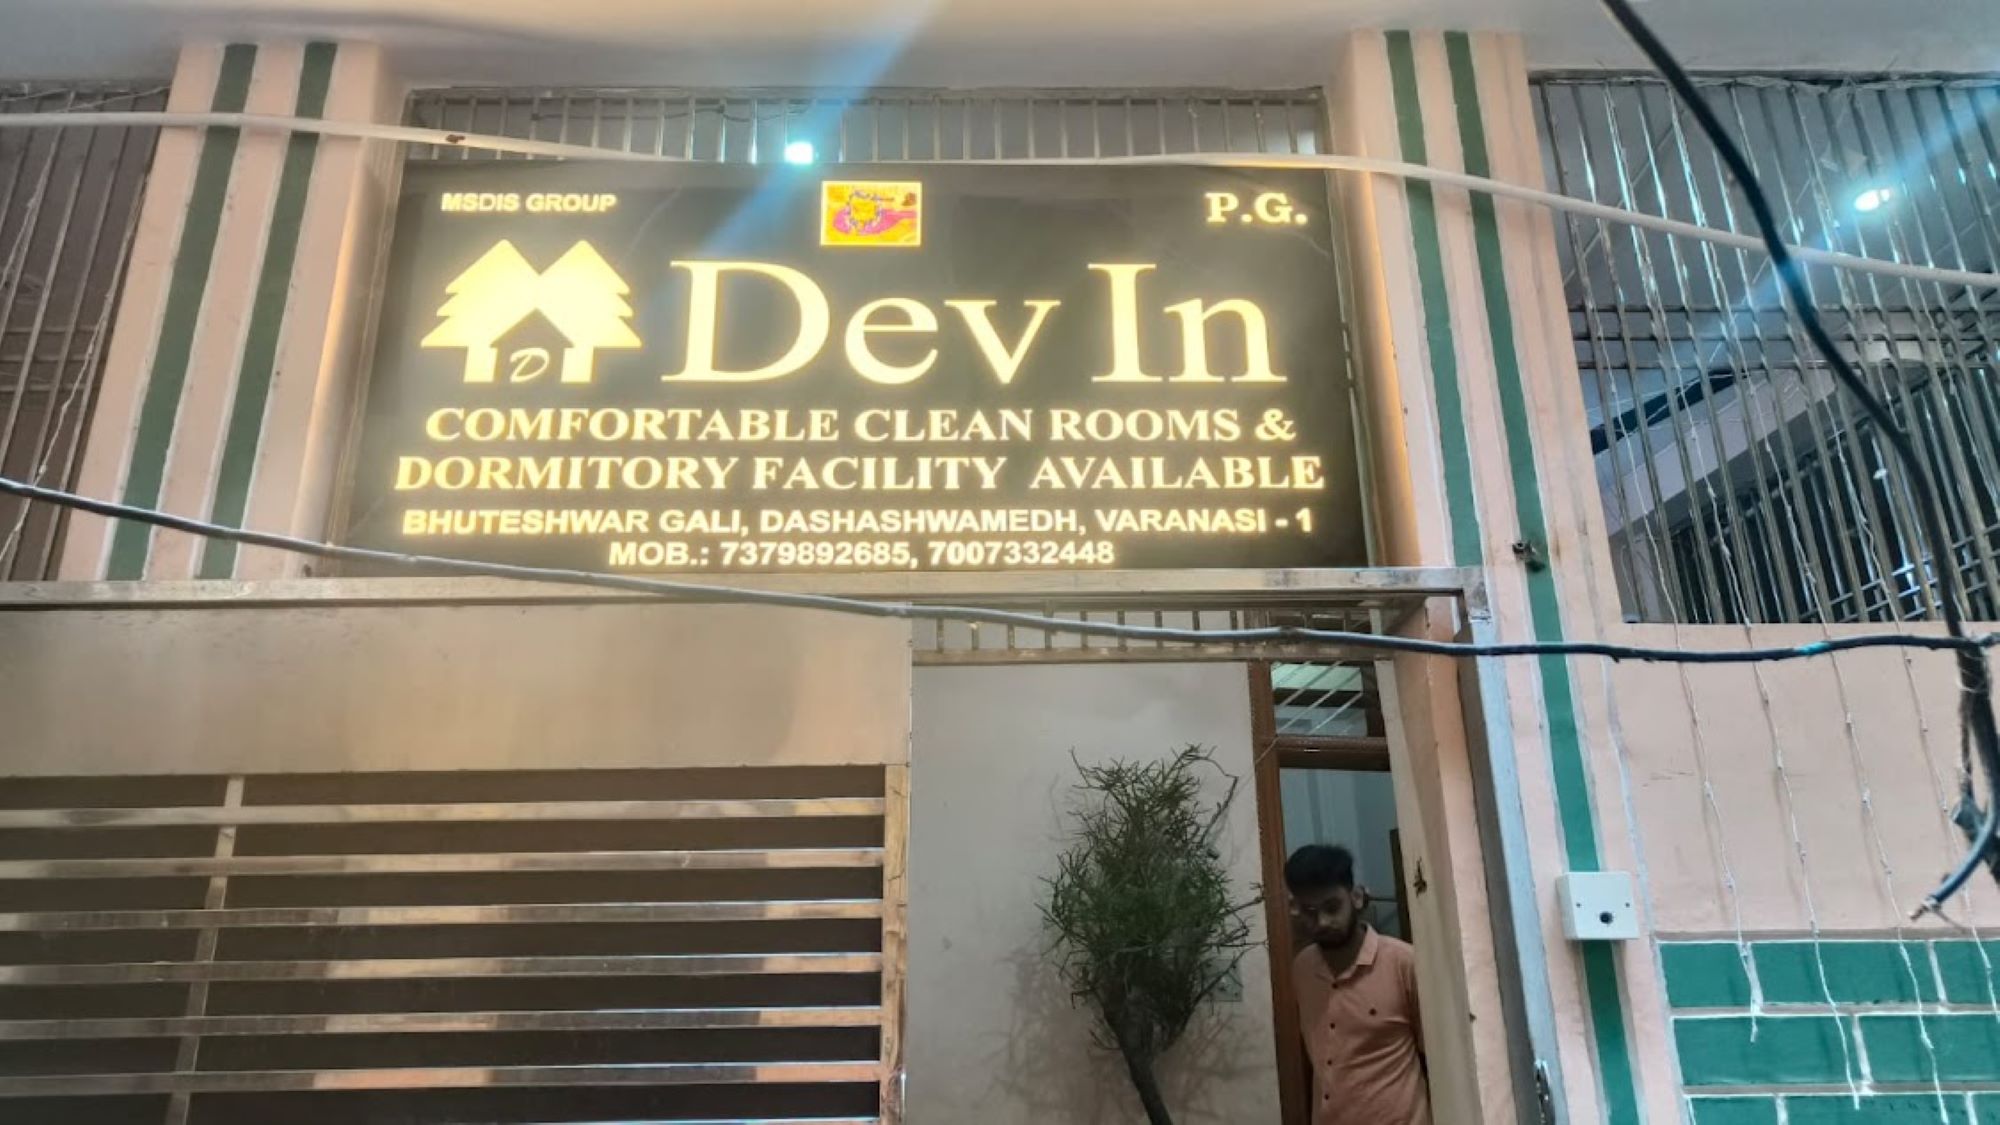 MSDIS GROUP
P.G.
D
Dev In
COMFORTABLE CLEAN ROOMS &
DORMITORY FACILITY AVAILABLE
BHUTESHWAR GALI, DASHASHWAMEDH, VARANASI - 1
MOB.: 7379892685, 7007332448